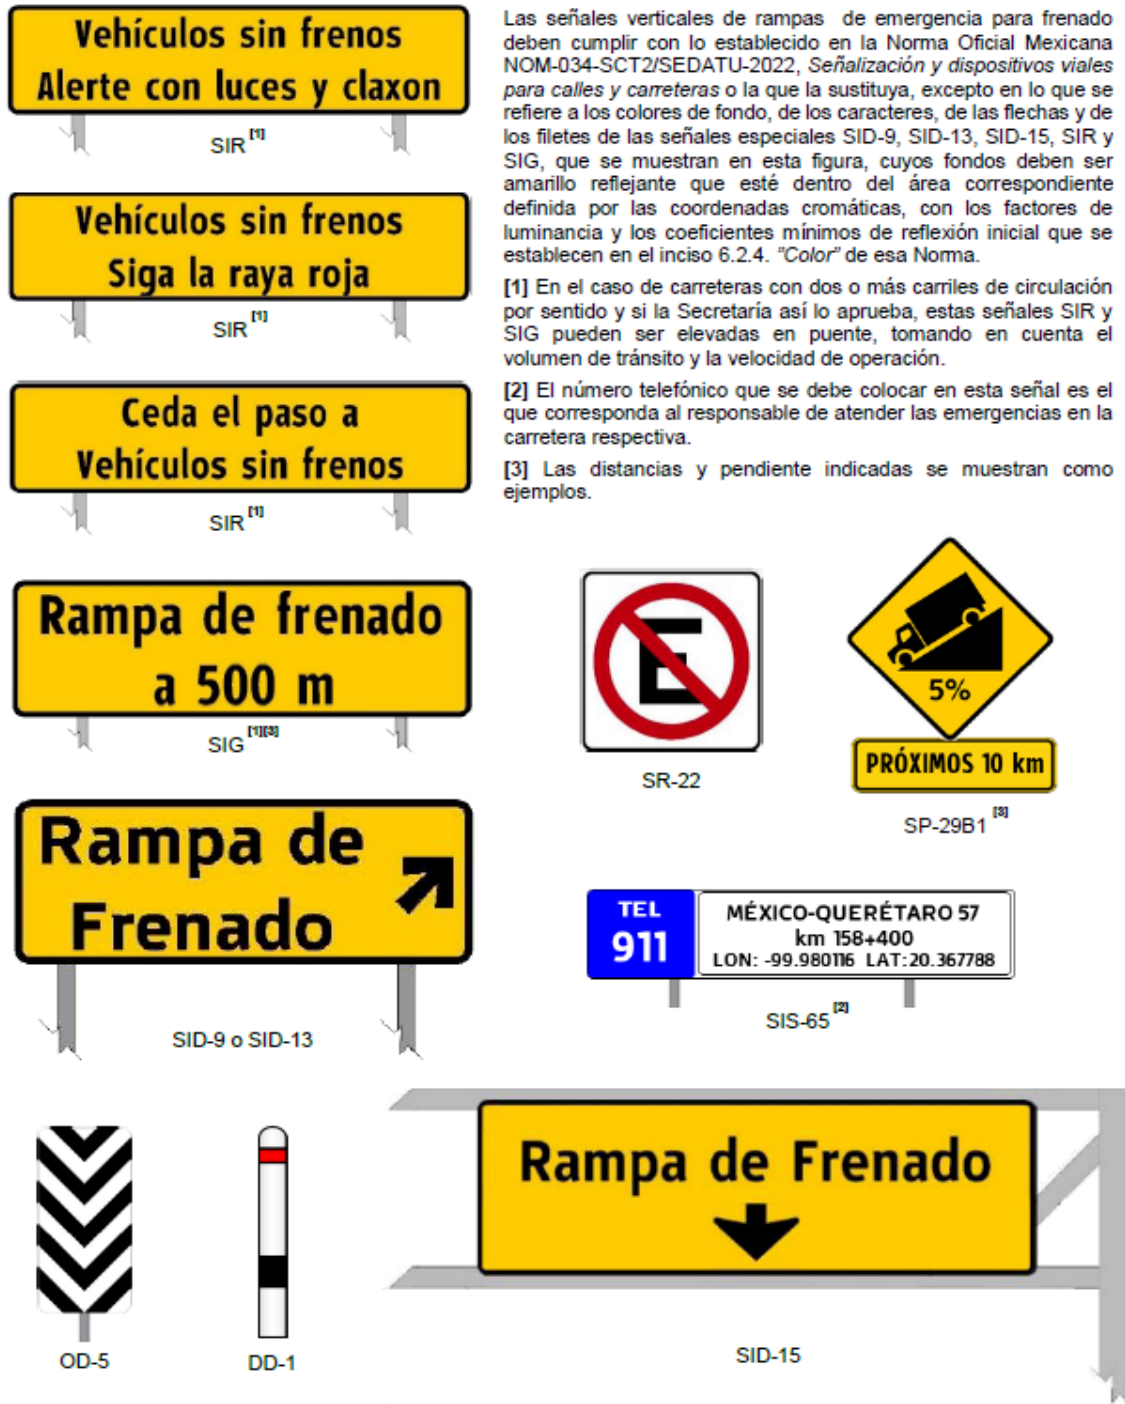 Vehículos sin frenos
Alerte con luces y claxon
SIR [1]
Vehículos sin frenos
Siga la raya roja
SIR [1]
Ceda el paso a
Vehículos sin frenos
SIR [1]
Rampa de frenado
a 500 m
SIG [1][3]
Rampa de
Frenado
SID-9 o SID-13
Las señales verticales de rampas de emergencia para frenado
deben cumplir con lo establecido en la Norma Oficial Mexicana
NOM-034-SCT2/SEDATU-2022, Señalización y dispositivos viales
para calles y carreteras o la que la sustituya, excepto en lo que se
refiere a los colores de fondo, de los caracteres, de las flechas y de
los filetes de las señales especiales SID-9, SID-13, SID-15, SIR y
SIG, que se muestran en esta figura, cuyos fondos deben ser
amarillo reflejante que esté dentro del área correspondiente
definida por las coordenadas cromáticas, con los factores de
luminancia y los coeficientes mínimos de reflexión inicial que se
establecen en el inciso 6.2.4. "Color" de esa Norma.
[1] En el caso de carreteras con dos o más carriles de circulación
por sentido y si la Secretaría así lo aprueba, estas señales SIR y
SIG pueden ser elevadas en puente, tomando en cuenta el
volumen de tránsito y la velocidad de operación.
[2] El número telefónico que se debe colocar en esta señal es el
que corresponda al responsable de atender las emergencias en la
carretera respectiva.
[3] Las distancias y pendiente indicadas se muestran como
ejemplos.
E
SR-22
5%
PRÓXIMOS 10 km
SP-29B1 [3]
TEL
911
MÉXICO-QUERÉTARO 57
km 158+400
LON: -99.980116 LAT:20.367788
SIS-65 [2]
OD-5
DD-1
Rampa de Frenado
SID-15